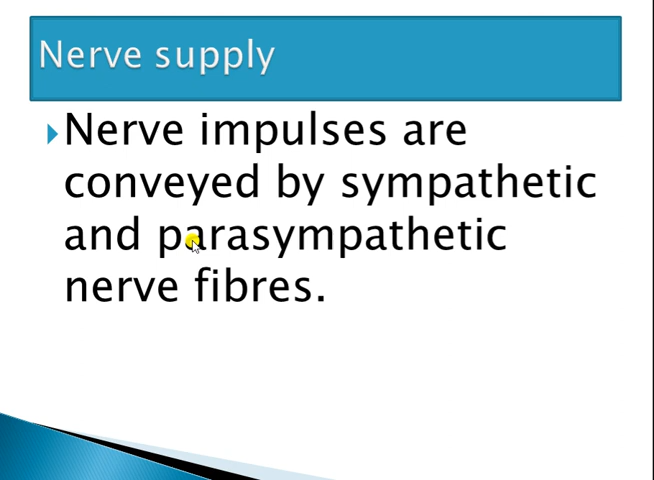 Nerve supply
Nerve impulses are
conveyed by sympathetic
and parasympathetic
nerve fibres.